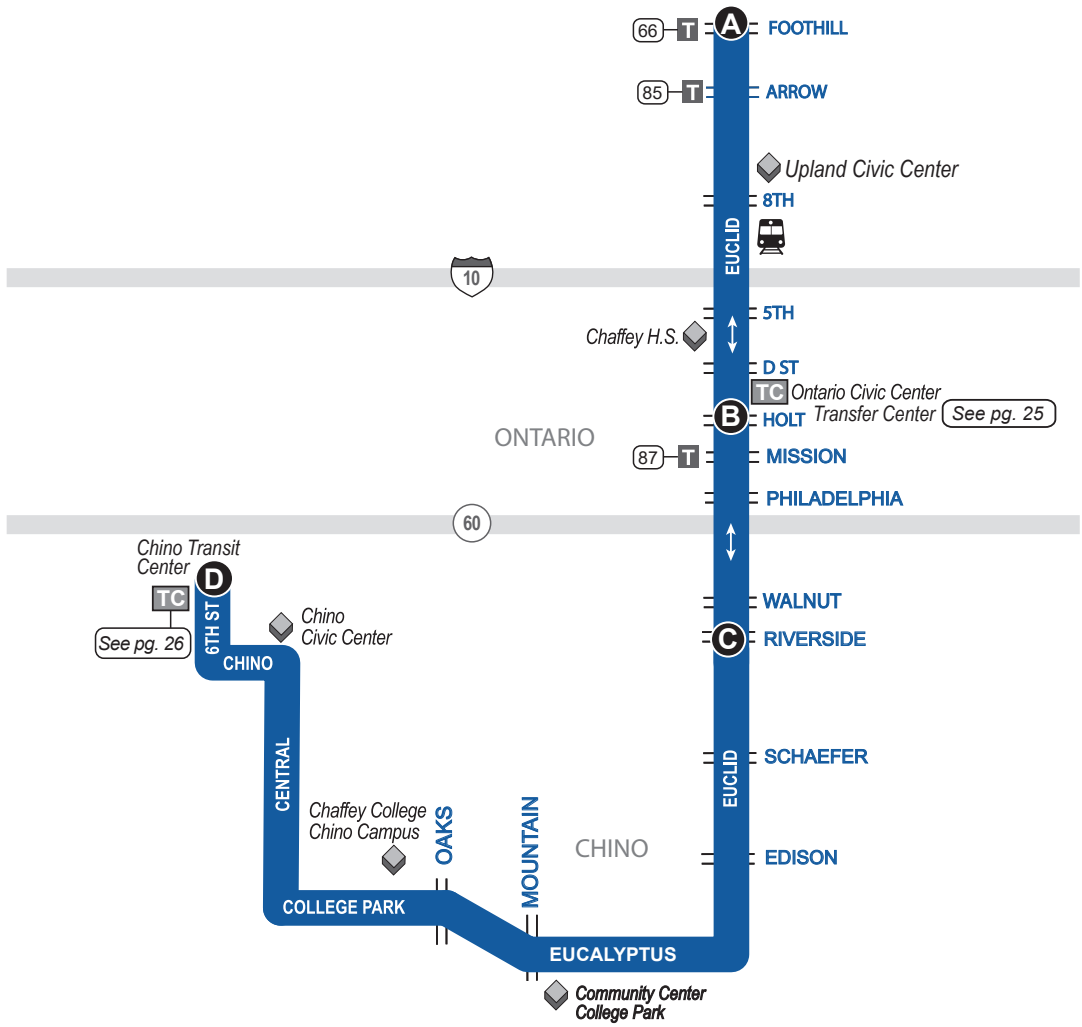 66
T
A
FOOTHILL
85
T
ARROW
Upland Civic Center
8TH
EUCLID
10
5TH
Chaffey H.S.
D ST
TC
Ontario Civic Center
Transfer Center
See pg. 25
B
HOLT
ONTARIO
87
T
MISSION
PHILADELPHIA
60
Chino Transit
Center
D
TC
See pg. 26
6TH ST
Chino
Civic Center
CHINO
WALNUT
C
RIVERSIDE
EUCLID
SCHAEFER
CENTRAL
Chaffey College
Chino Campus
OAKS
MOUNTAIN
CHINO
EDISON
COLLEGE PARK
EUCALYPTUS
Community Center
College Park